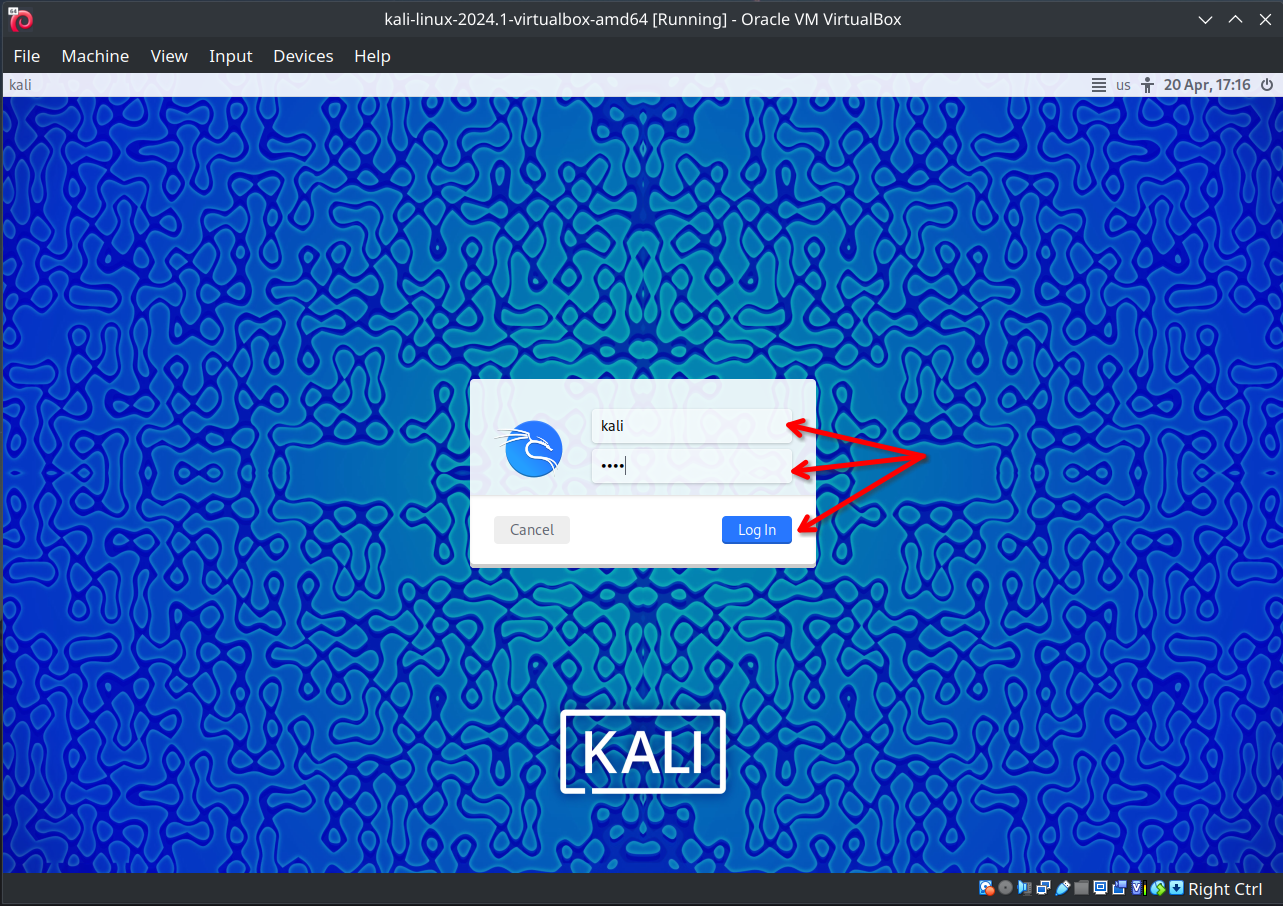 kali-linux-2024.1-virtualbox-amd64 [Running] - Oracle VM VirtualBox
File Machine View Input Devices Help
kali us 20 Apr, 17:16
kali
••••
Cancel Log In
KALI
Right Ctrl